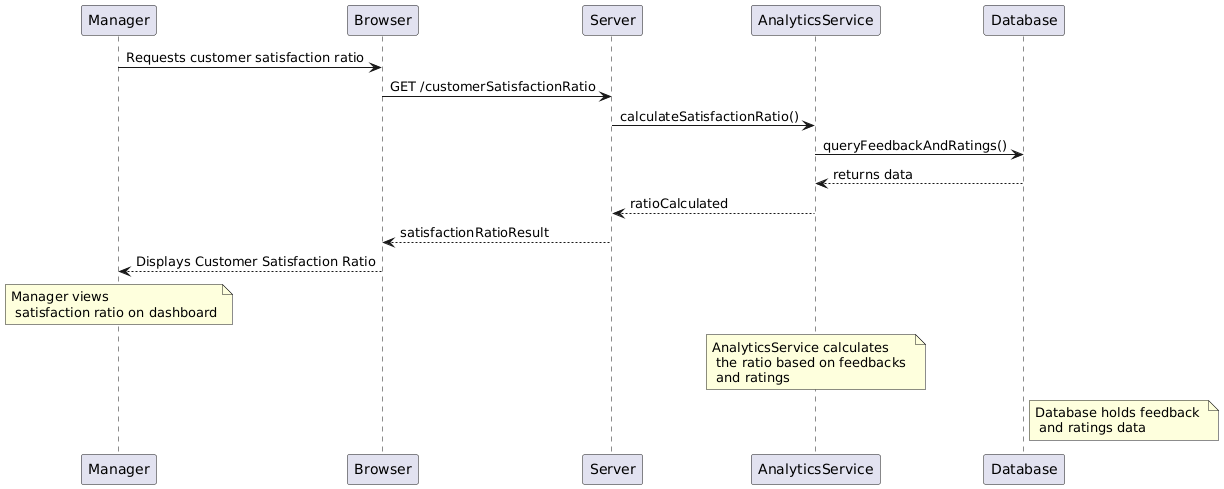 Manager
Browser
Server
AnalyticsService
Database
Requests customer satisfaction ratio
GET /customerSatisfactionRatio
calculateSatisfactionRatio()
queryFeedbackAndRatings()
returns data
ratioCalculated
satisfactionRatioResult
Displays Customer Satisfaction Ratio
Manager views
satisfaction ratio on dashboard
AnalyticsService calculates
the ratio based on feedbacks
and ratings
Database holds feedback
and ratings data
Manager
Browser
Server
AnalyticsService
Database